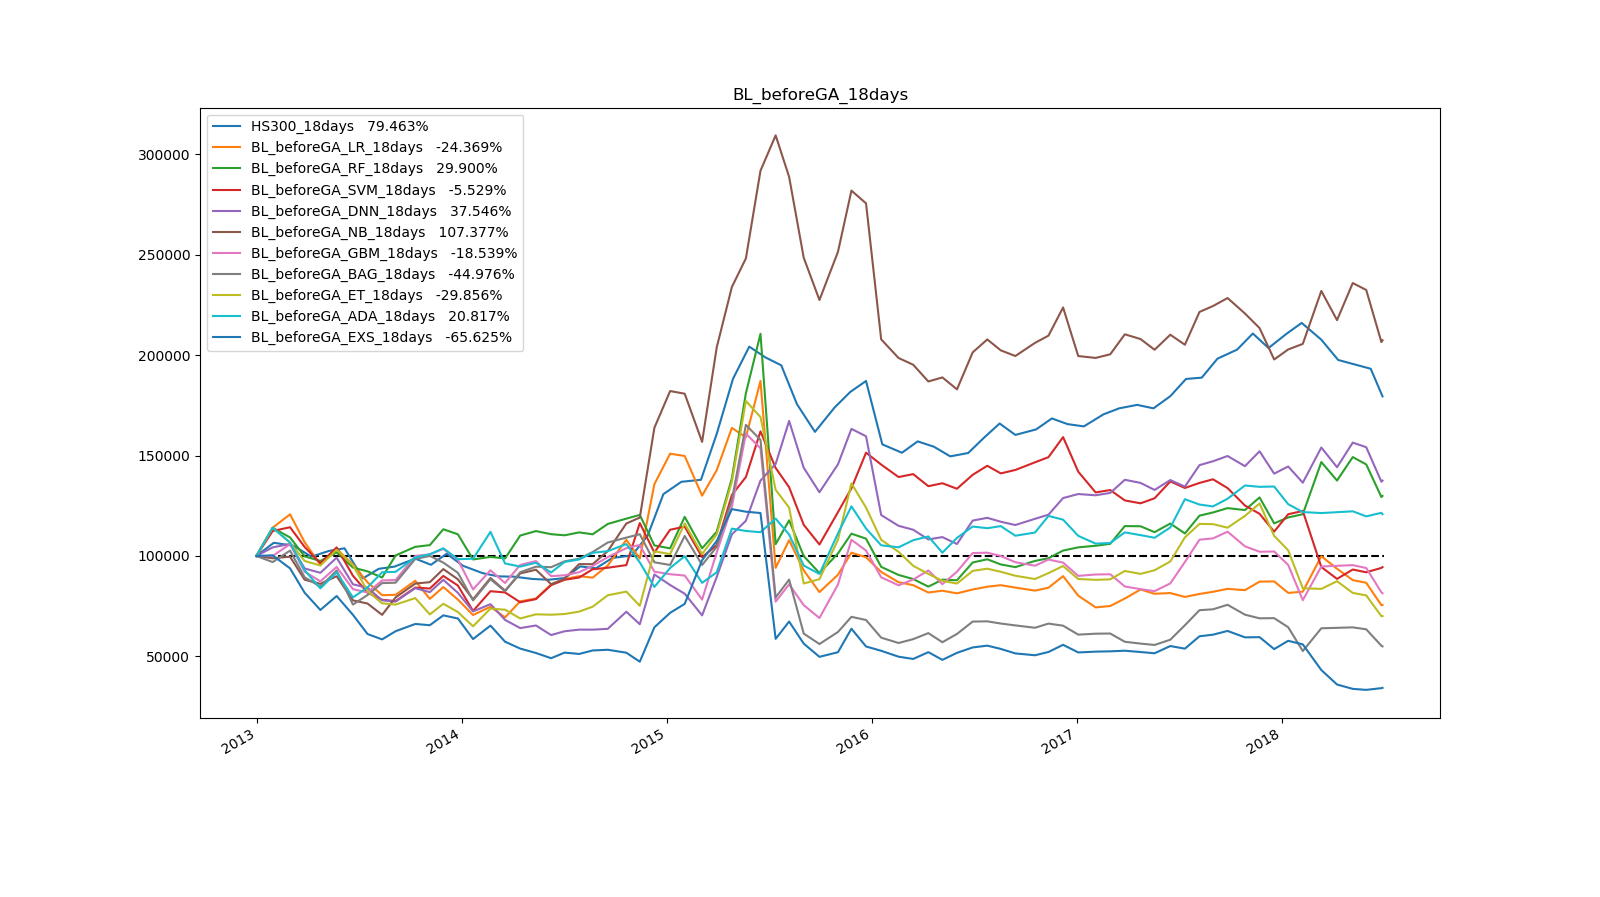 BL_beforeGA_18days
HS300_18days   79.463%
BL_beforeGA_LR_18days   -24.369%
BL_beforeGA_RF_18days   29.900%
BL_beforeGA_SVM_18days   -5.529%
BL_beforeGA_DNN_18days   37.546%
BL_beforeGA_NB_18days   107.377%
BL_beforeGA_GBM_18days   -18.539%
BL_beforeGA_BAG_18days   -44.976%
BL_beforeGA_ET_18days   -29.856%
BL_beforeGA_ADA_18days   20.817%
BL_beforeGA_EXS_18days   -65.625%
300000
250000
200000
150000
100000
50000
2013
2014
2015
2016
2017
2018